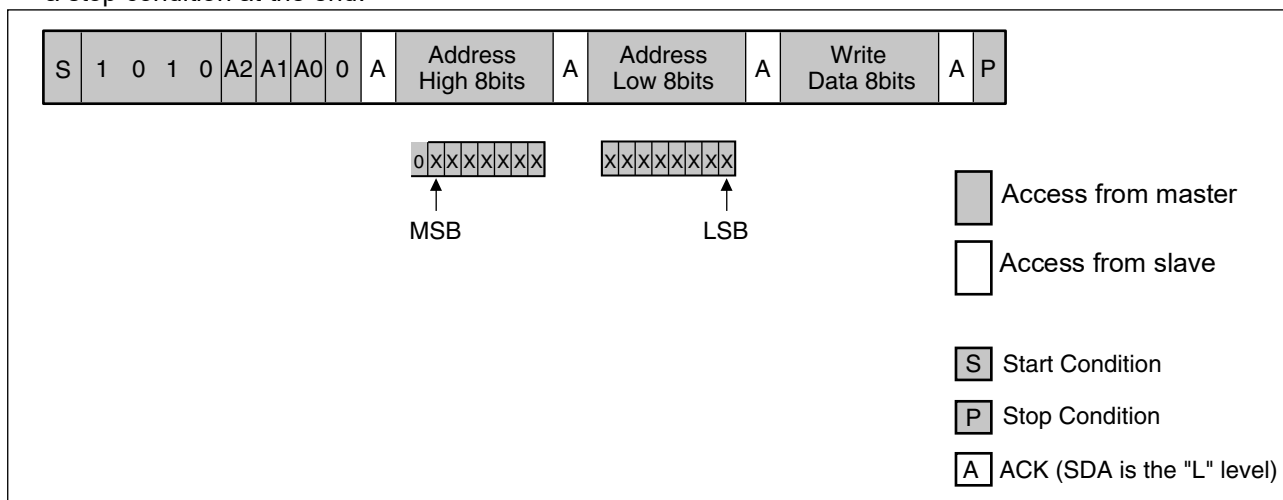 a stop condition at the end.
S 1 0 1 0 A2 A1 A0 0 A Address High 8bits A Address Low 8bits A Write Data 8bits A P
0 X X X X X X X X X X X X X X X
MSB LSB
Access from master
Access from slave
S Start Condition
P Stop Condition
A ACK (SDA is the "L" level)